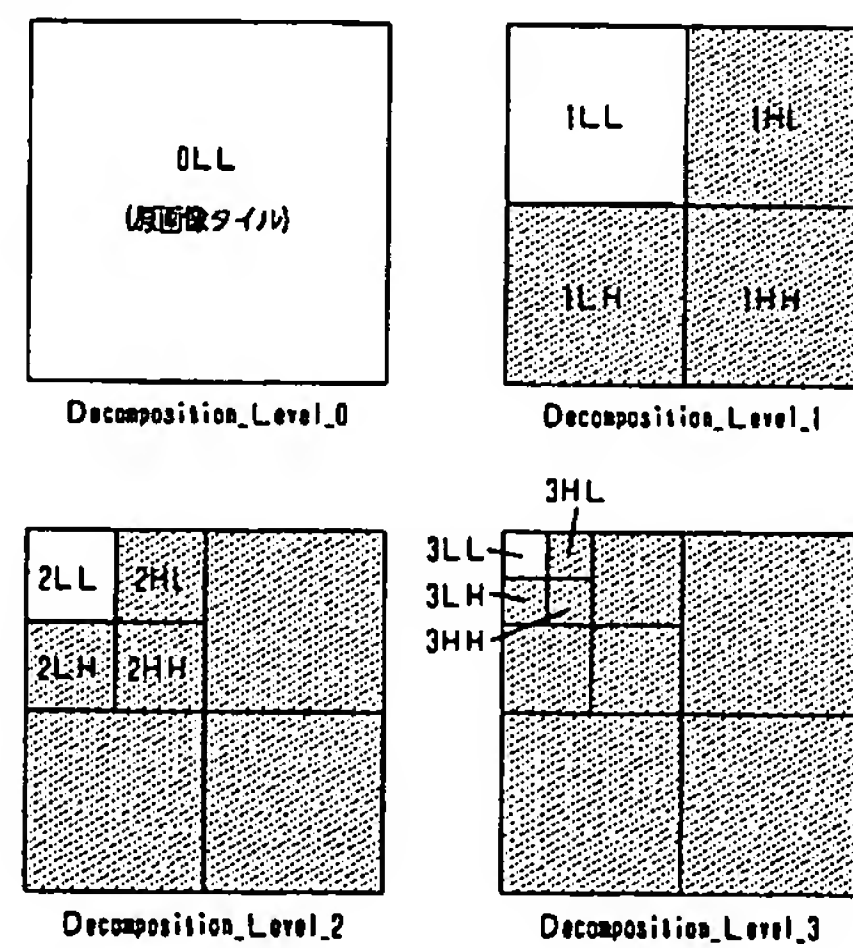 0LL
(原画像タイル)
Decomposition_Level_0
1LL 1HL
1LH 1HH
Decomposition_Level_1
2LL 2HL
2LH 2HH
Decomposition_Level_2
3HL
3LL
3LH
3HH
Decomposition_Level_3